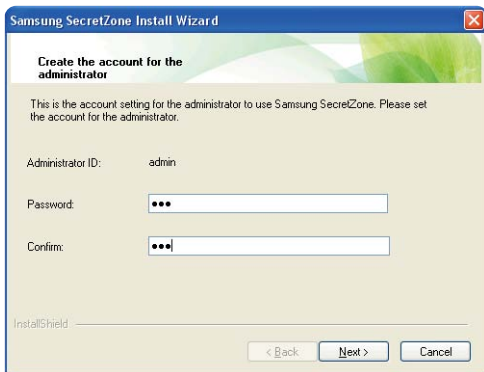 Samsung SecretZone Install Wizard
Create the account for the
administrator
This is the account setting for the administrator to use Samsung SecretZone. Please set
the account for the administrator.
Administrator ID: admin
Password: ●●●
Confirm: ●●●
InstallShield
< Back Next > Cancel